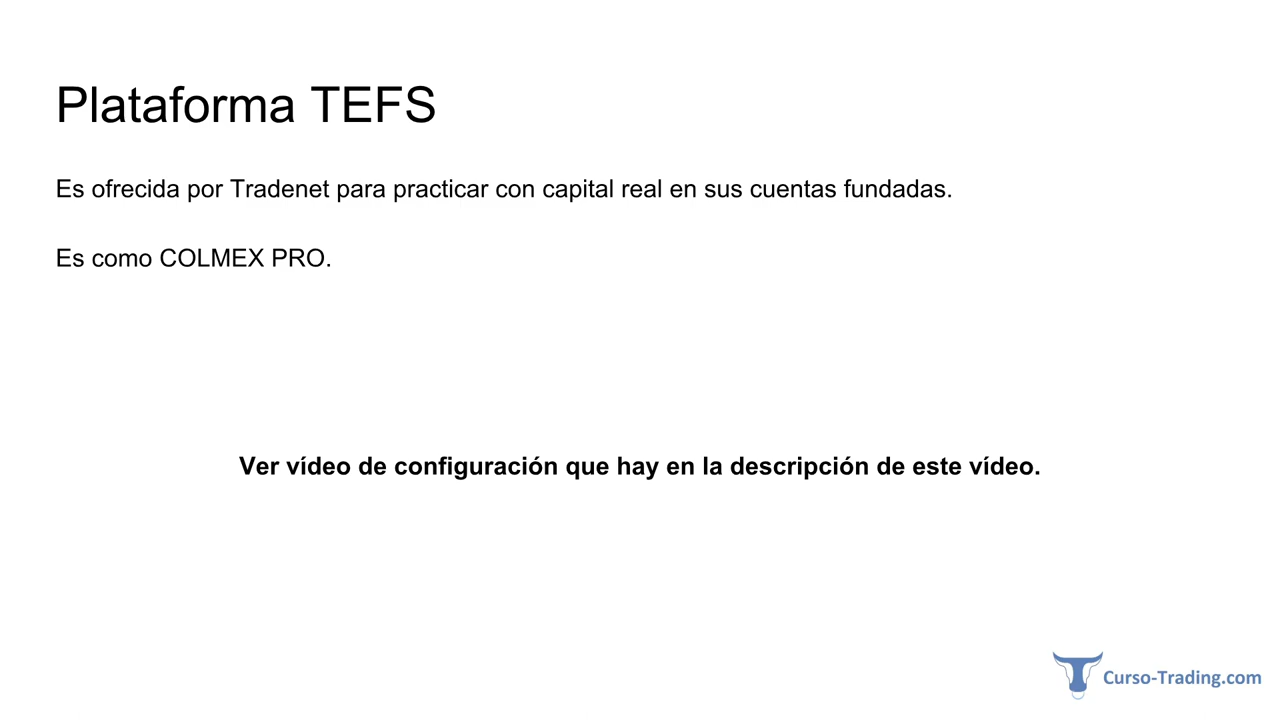 Plataforma TEFS
Es ofrecida por Tradenet para practicar con capital real en sus cuentas fundadas.
Es como COLMEX PRO.
Ver vídeo de configuración que hay en la descripción de este vídeo.
Curso-Trading.com